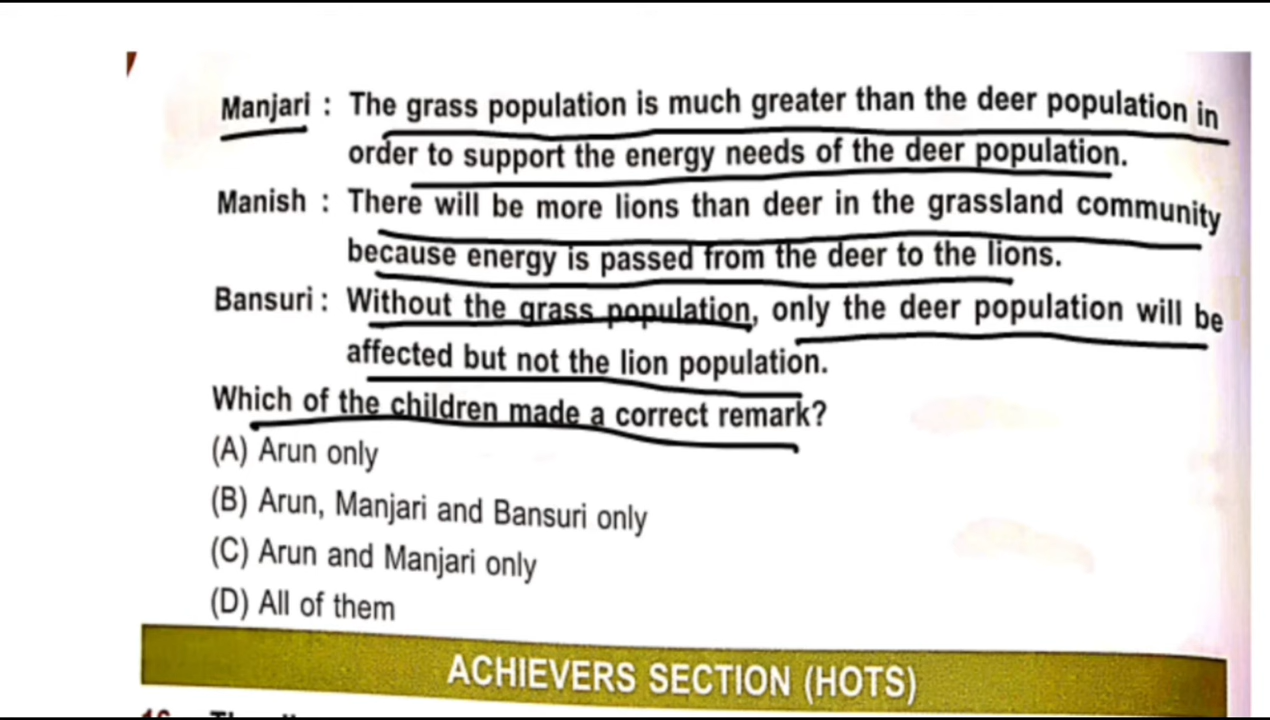 Manjari : The grass population is much greater than the deer population in
order to support the energy needs of the deer population.
Manish : There will be more lions than deer in the grassland community
because energy is passed from the deer to the lions.
Bansuri : Without the grass population, only the deer population will be
affected but not the lion population.
Which of the children made a correct remark?
(A) Arun only
(B) Arun, Manjari and Bansuri only
(C) Arun and Manjari only
(D) All of them
ACHIEVERS SECTION (HOTS)